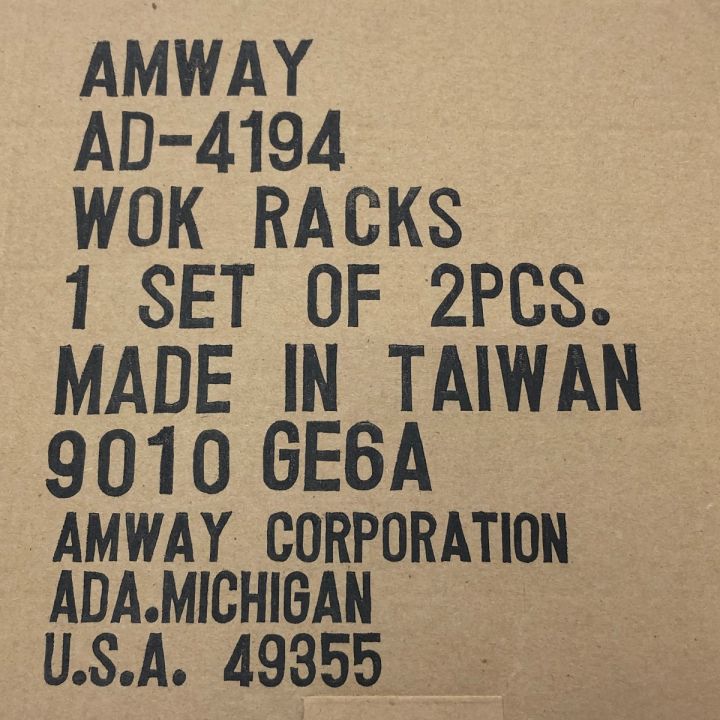 AMWAY
AD-4194
WOK RACKS
1 SET OF 2PCS.
MADE IN TAIWAN
9010 GE6A
AMWAY CORPORATION
ADA.MICHIGAN
U.S.A. 49355